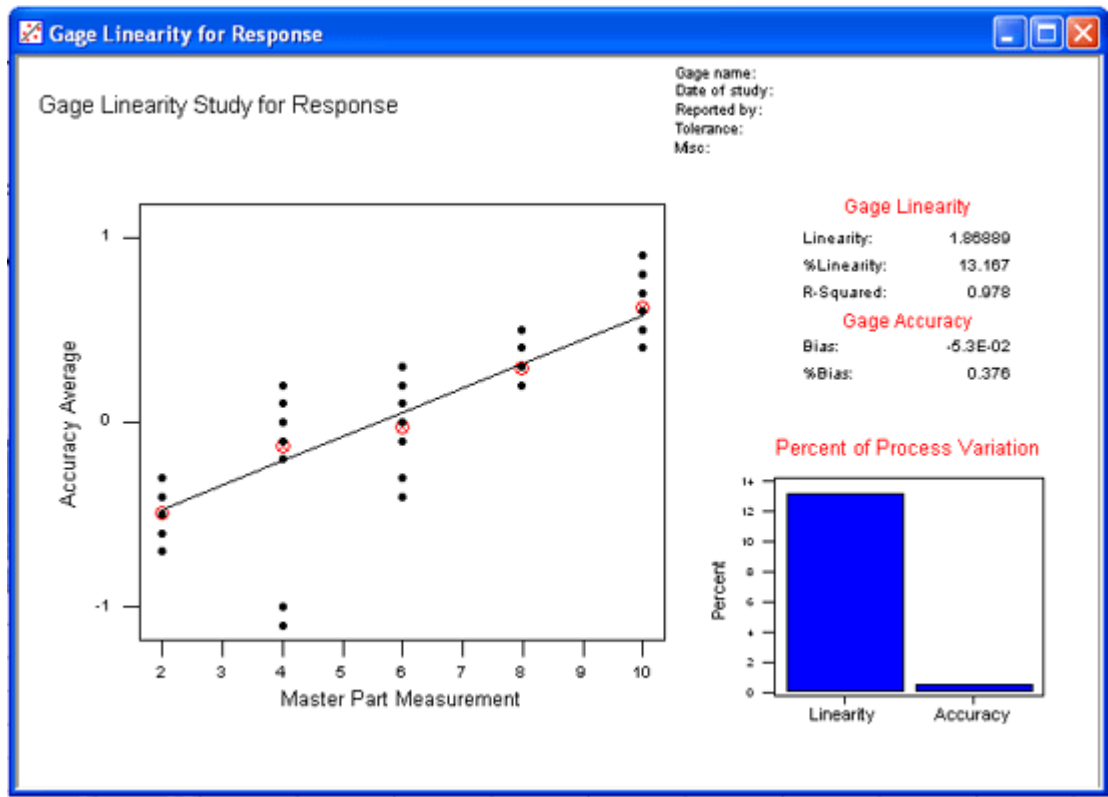 Gage Linearity for Response
Gage name:
Date of study:
Reported by:
Tolerance:
Misc:
Gage Linearity Study for Response
1
0
-1
Accuracy Average
2 3 4 5 6 7 8 9 10
Master Part Measurement
Gage Linearity
Linearity: 1.86889
%Linearity: 13.167
R-Squared: 0.978
Gage Accuracy
Bias: -5.3E-02
%Bias: 0.376
Percent of Process Variation
14
12
10
8
6
4
2
0
Percent
Linearity Accuracy